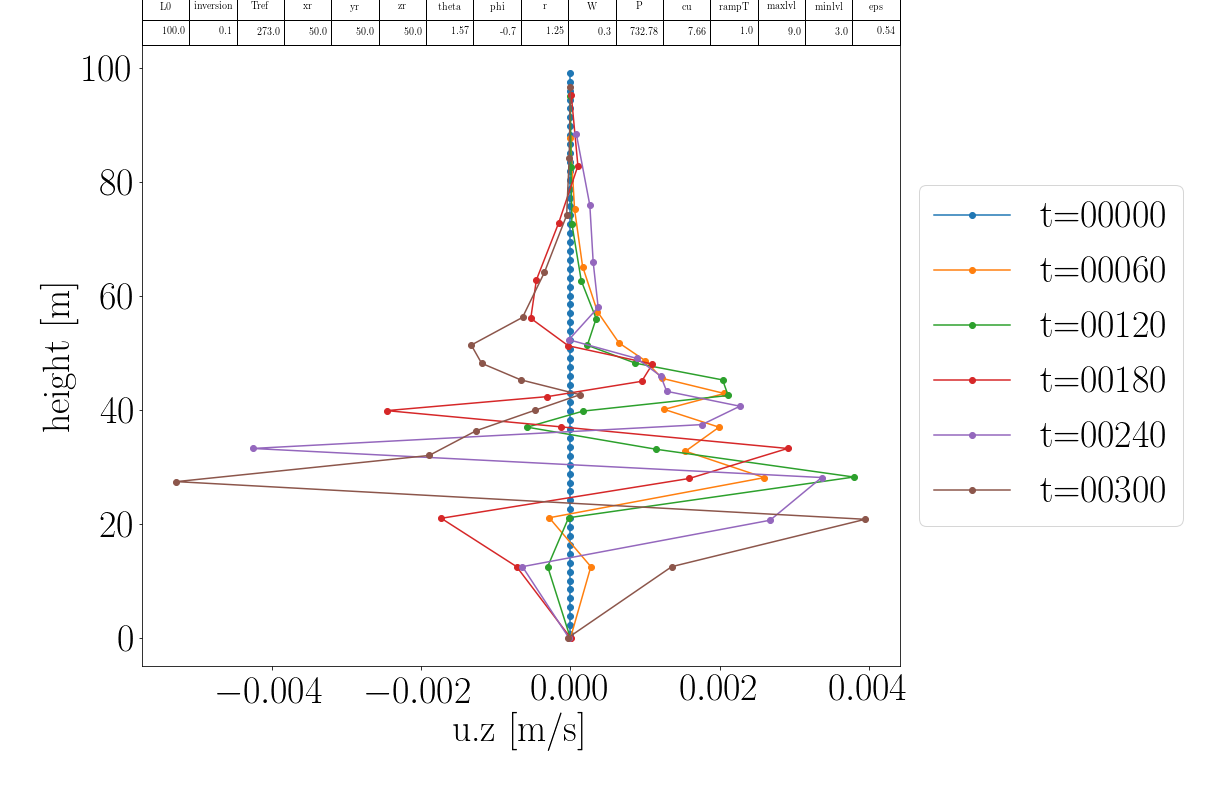 L0 inversion Tref xr yr zr theta phi r W P cu rampT maxlvl minlvl eps
100.0 0.1 273.0 50.0 50.0 50.0 1.57 -0.7 1.25 0.3 732.78 7.66 1.0 9.0 3.0 0.54
100
80
60
40
20
0
height [m]
−0.004 −0.002 0.000 0.002 0.004
u.z [m/s]
t=00000
t=00060
t=00120
t=00180
t=00240
t=00300